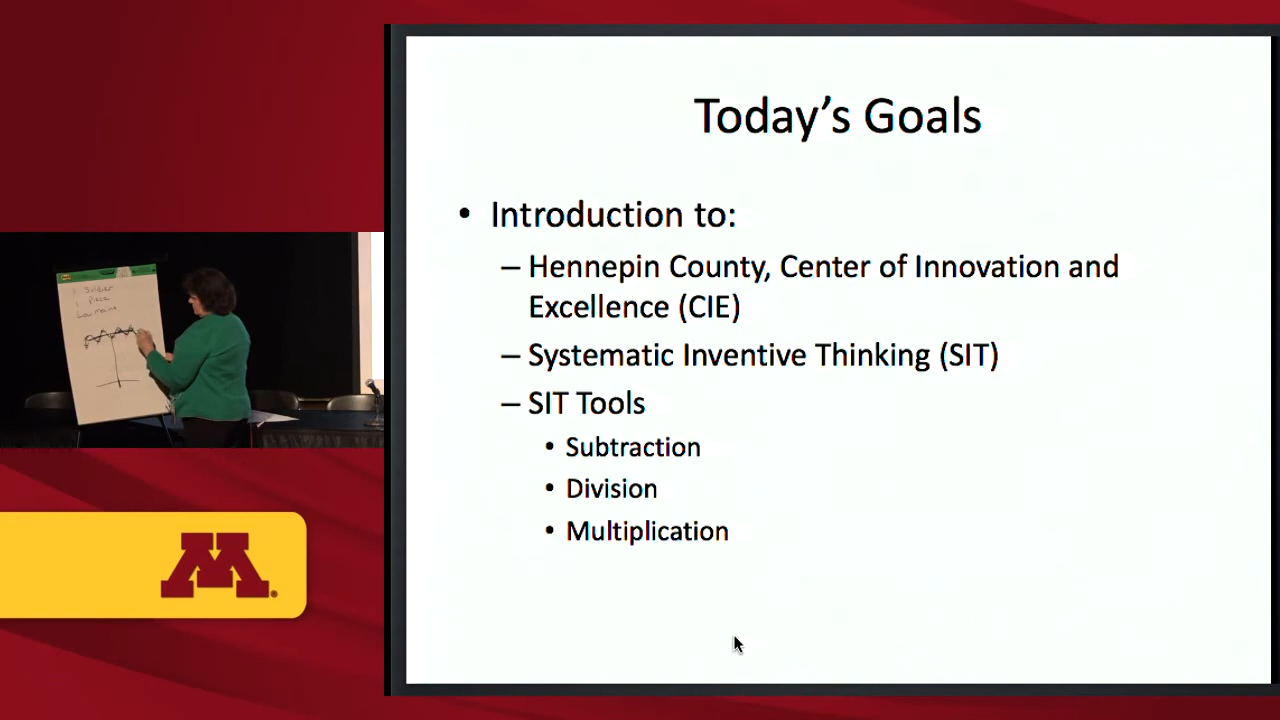 Today's Goals
• Introduction to:
– Hennepin County, Center of Innovation and
Excellence (CIE)
– Systematic Inventive Thinking (SIT)
– SIT Tools
• Subtraction
• Division
• Multiplication
Soldier
M